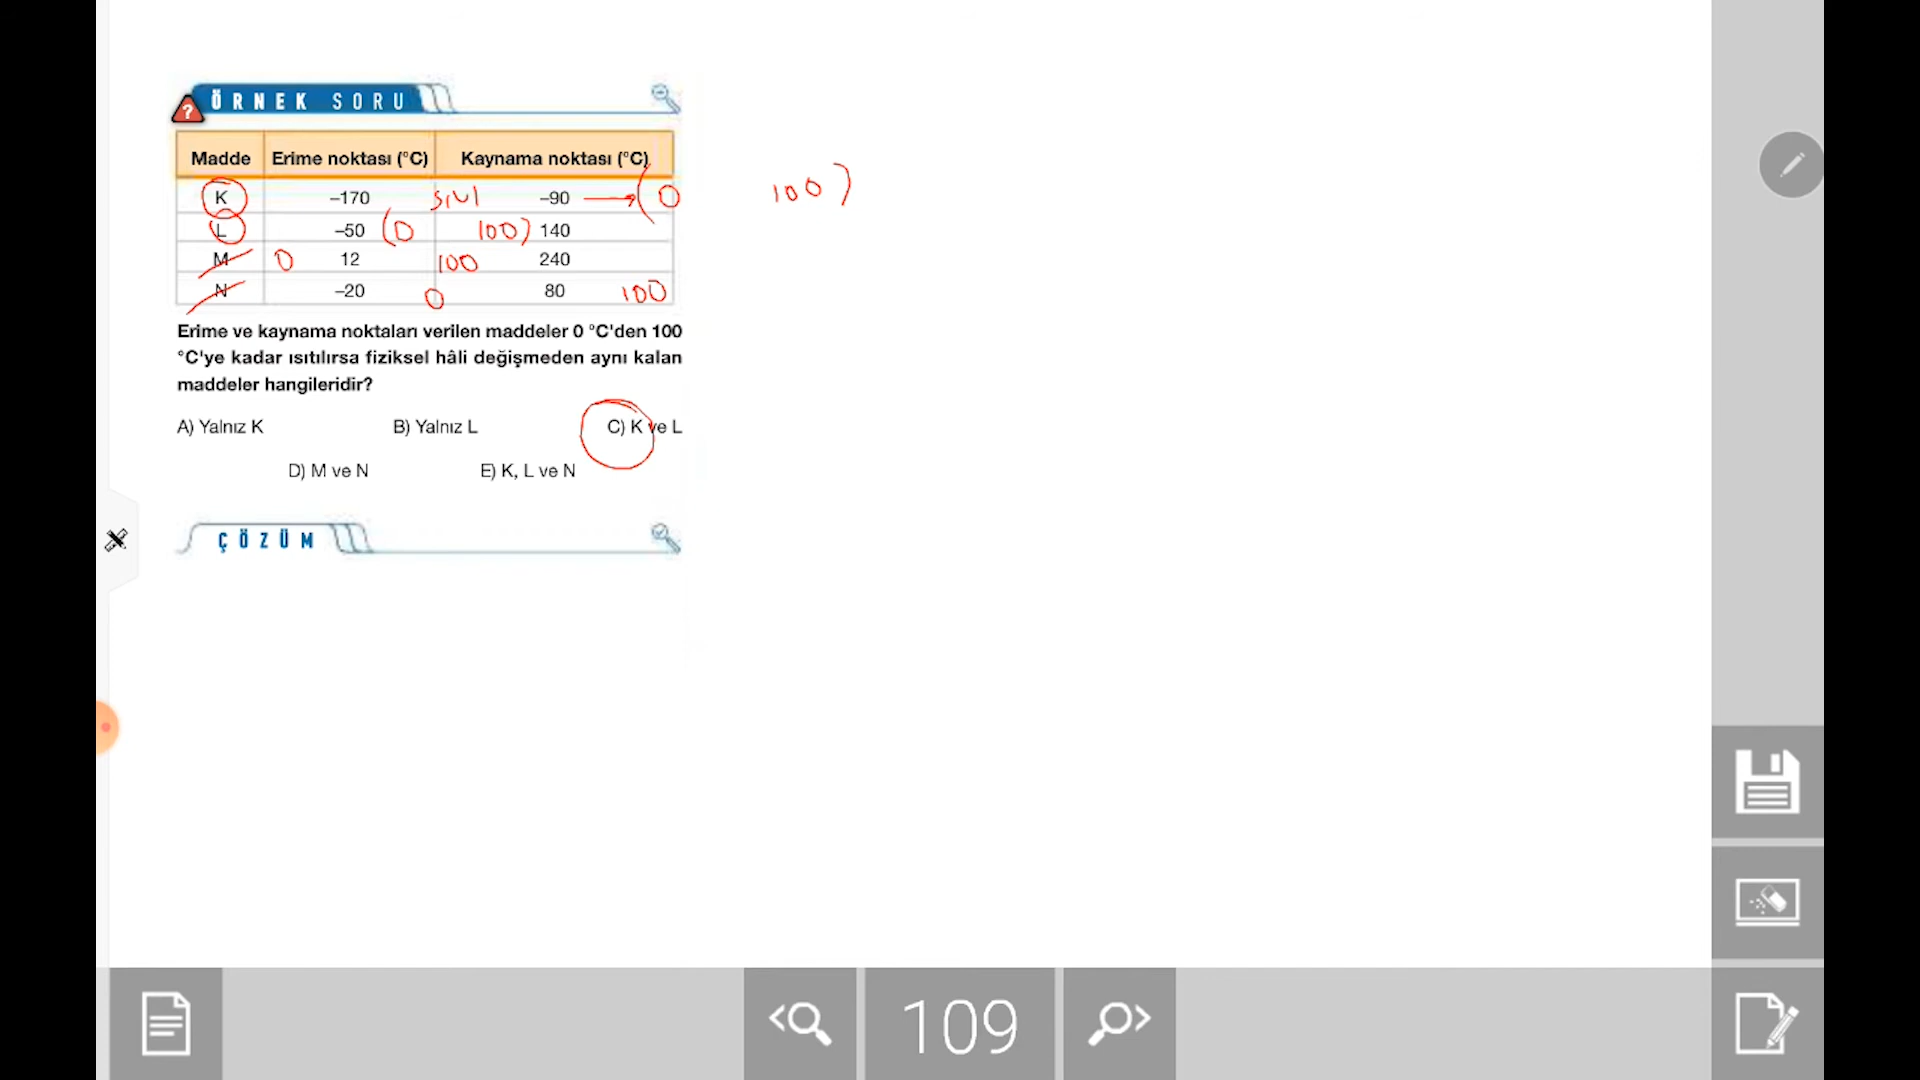 ÖRNEK SORU
Madde Erime noktası (°C) Kaynama noktası (°C)
K –170 sıvı –90 → (0 100)
L –50 (0 100) 140
M 0 12 100 240
N –20 0 80 100
Erime ve kaynama noktaları verilen maddeler 0 °C'den 100
°C'ye kadar ısıtılırsa fiziksel hâli değişmeden aynı kalan
maddeler hangileridir?
A) Yalnız K B) Yalnız L C) K ve L
D) M ve N E) K, L ve N
ÇÖZÜM
109